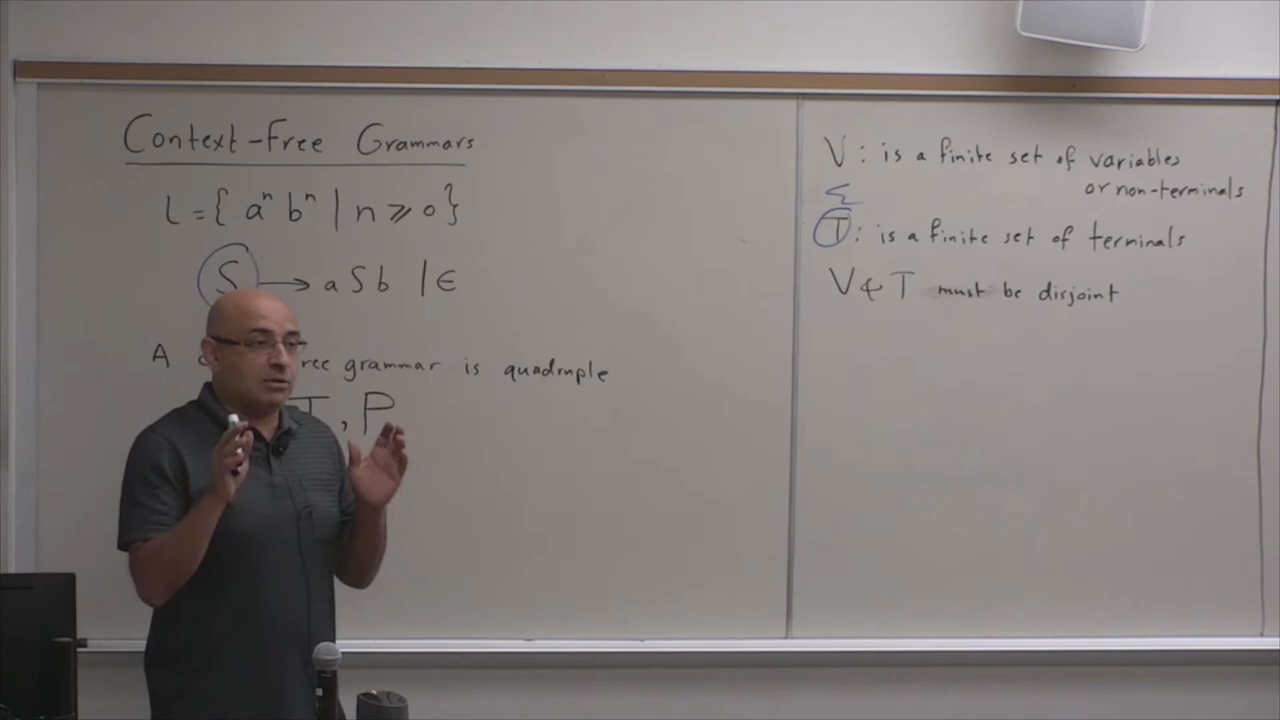 Context-Free Grammars
L = { aⁿ bⁿ | n ⩾ 0 }
S → a S b | ∈
A ree grammar is quadruple
T, P
V : is a finite set of variables
or non-terminals
Σ
T : is a finite set of terminals
V & T must be disjoint